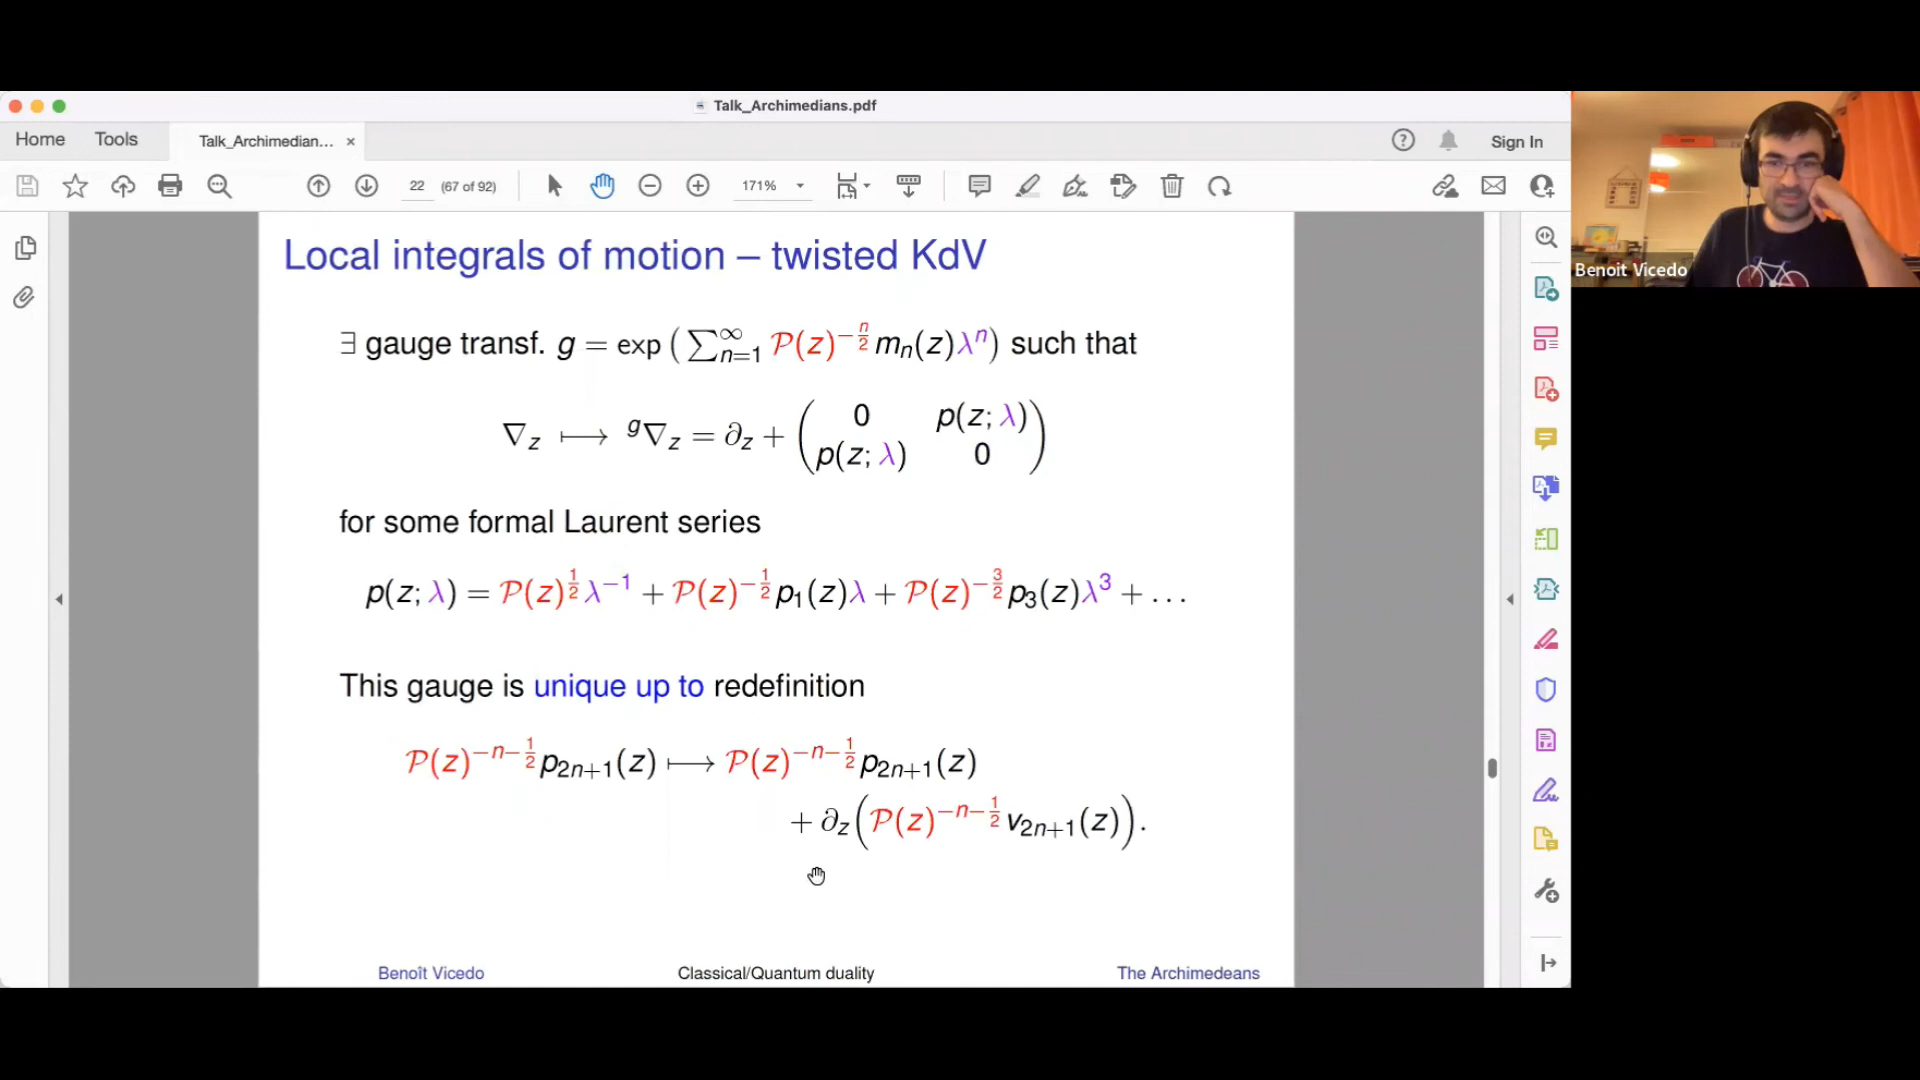 Talk_Archimedians.pdf
Home Tools Talk_Archimedian... × Sign In
22 (67 of 92) 171%
Local integrals of motion – twisted KdV
∃ gauge transf. g = exp(∑_{n=1}^{∞} 𝒫(z)^{-n/2} m_n(z)λ^n) such that
∇_z ⟼ ^g∇_z = ∂_z + ( 0 p(z; λ)
p(z; λ) 0 )
for some formal Laurent series
p(z; λ) = 𝒫(z)^{1/2} λ^{-1} + 𝒫(z)^{-1/2} p_1(z)λ + 𝒫(z)^{-3/2} p_3(z)λ^3 + ...
This gauge is unique up to redefinition
𝒫(z)^{-n-1/2} p_{2n+1}(z) ⟼ 𝒫(z)^{-n-1/2} p_{2n+1}(z)
+ ∂_z(𝒫(z)^{-n-1/2} v_{2n+1}(z)).
Benoît Vicedo Classical/Quantum duality The Archimedeans
Benoit Vicedo